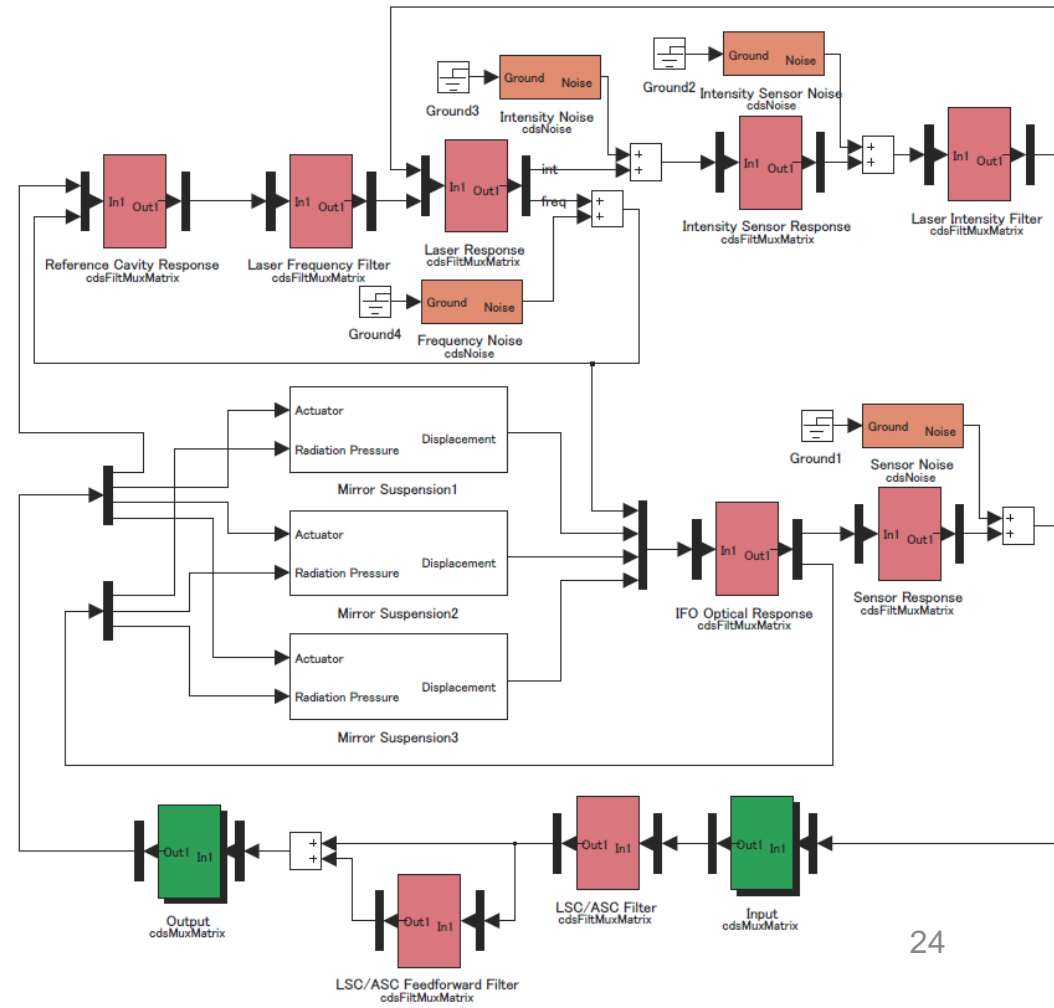 Ground Noise
Ground2
Intensity Sensor Noise
cdsNoise
Ground Noise
Ground3
Intensity Noise
cdsNoise
In1 Out1
Reference Cavity Response
cdsFiltMuxMatrix
In1 Out1
Laser Frequency Filter
cdsFiltMuxMatrix
In1 Out1
Laser Response
cdsFiltMuxMatrix
int
freq
+
+
+
+
In1 Out1
Intensity Sensor Response
cdsFiltMuxMatrix
+
+
In1 Out1
Laser Intensity Filter
cdsFiltMuxMatrix
Ground4
Ground Noise
Frequency Noise
cdsNoise
Actuator
Radiation Pressure
Displacement
Mirror Suspension1
Actuator
Radiation Pressure
Displacement
Mirror Suspension2
Actuator
Radiation Pressure
Displacement
Mirror Suspension3
In1 Out1
IFO Optical Response
cdsFiltMuxMatrix
Ground1
Ground Noise
Sensor Noise
cdsNoise
In1 Out1
Sensor Response
cdsFiltMuxMatrix
+
+
Out1 In1
Output
cdsMuxMatrix
+
+
Out1 In1
LSC/ASC Feedforward Filter
cdsFiltMuxMatrix
Out1 In1
LSC/ASC Filter
cdsFiltMuxMatrix
Out1 In1
Input
cdsMuxMatrix
24